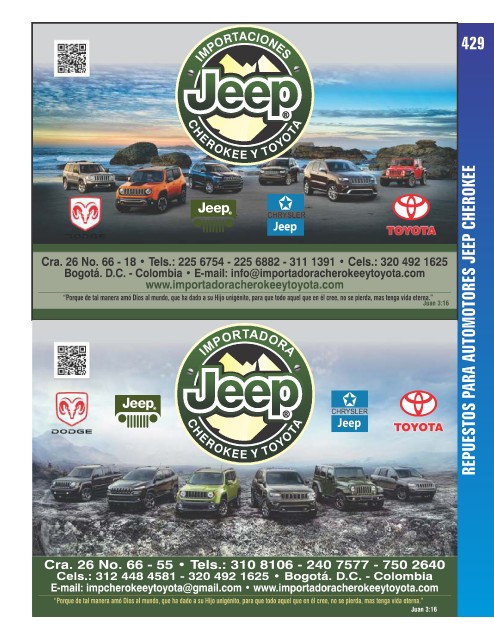 429
REPUESTOS PARA AUTOMOTORES JEEP CHEROKEE
IMPORTACIONES
Jeep®
CHEROKEE Y TOYOTA
Jeep
CHRYSLER
Jeep
TOYOTA
Cra. 26 No. 66 - 18 • Tels.: 225 6754 - 225 6882 - 311 1391 • Cels.: 320 492 1625
Bogotá. D.C. - Colombia • E-mail: info@importadoracherokeeytoyota.com
www.importadoracherokeeytoyota.com
"Porque de tal manera amó Dios al mundo, que ha dado a su Hijo unigénito, para que todo aquel que en él cree, no se pierda, mas tenga vida eterna."
Juan 3:16
IMPORTADORA
Jeep®
CHEROKEE Y TOYOTA
DODGE
Jeep
CHRYSLER
Jeep
TOYOTA
Cra. 26 No. 66 - 55 • Tels.: 310 8106 - 240 7577 - 750 2640
Cels.: 312 448 4581 - 320 492 1625 • Bogotá. D.C. - Colombia
E-mail: impcherokeeytoyota@gmail.com • www.importadoracherokeeytoyota.com
"Porque de tal manera amó Dios al mundo, que ha dado a su Hijo unigénito, para que todo aquel que en él cree, no se pierda, mas tenga vida eterna."
Juan 3:16